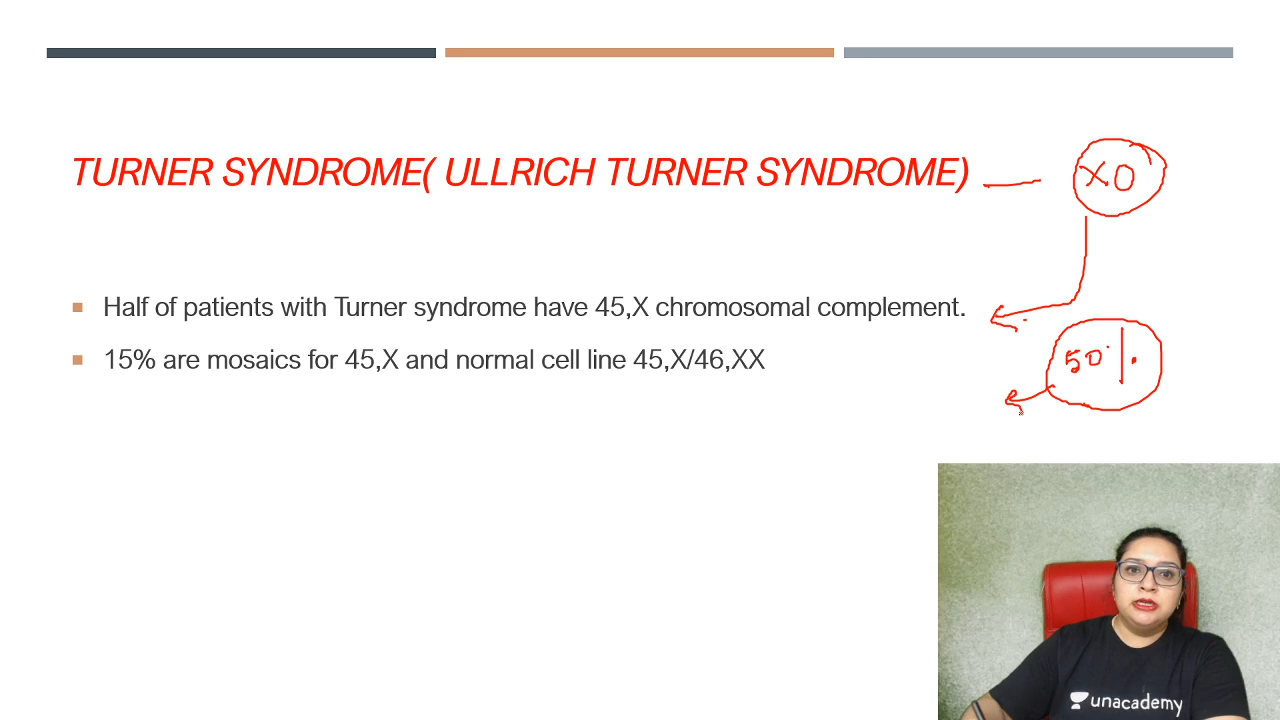 TURNER SYNDROME( ULLRICH TURNER SYNDROME)
XO
Half of patients with Turner syndrome have 45,X chromosomal complement.
15% are mosaics for 45,X and normal cell line 45,X/46,XX
50%
unacademy